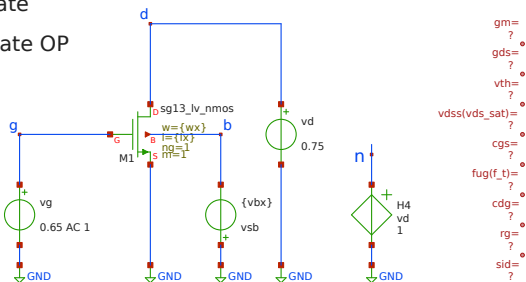 ate
ate OP
d
g
b
n
D
G
B
S
sg13_lv_nmos
w={wx}
l={lx}
ng=1
m=1
M1
+
vd
0.75
+
vg
0.65 AC 1
{vbx}
vsb
+
+
H4
vd
1
GND
GND
GND
GND
GND
gm=
?
gds=
?
vth=
?
vdss(vds_sat)=
?
cgs=
?
fug(f_t)=
?
cdg=
?
rg=
?
sid=
?